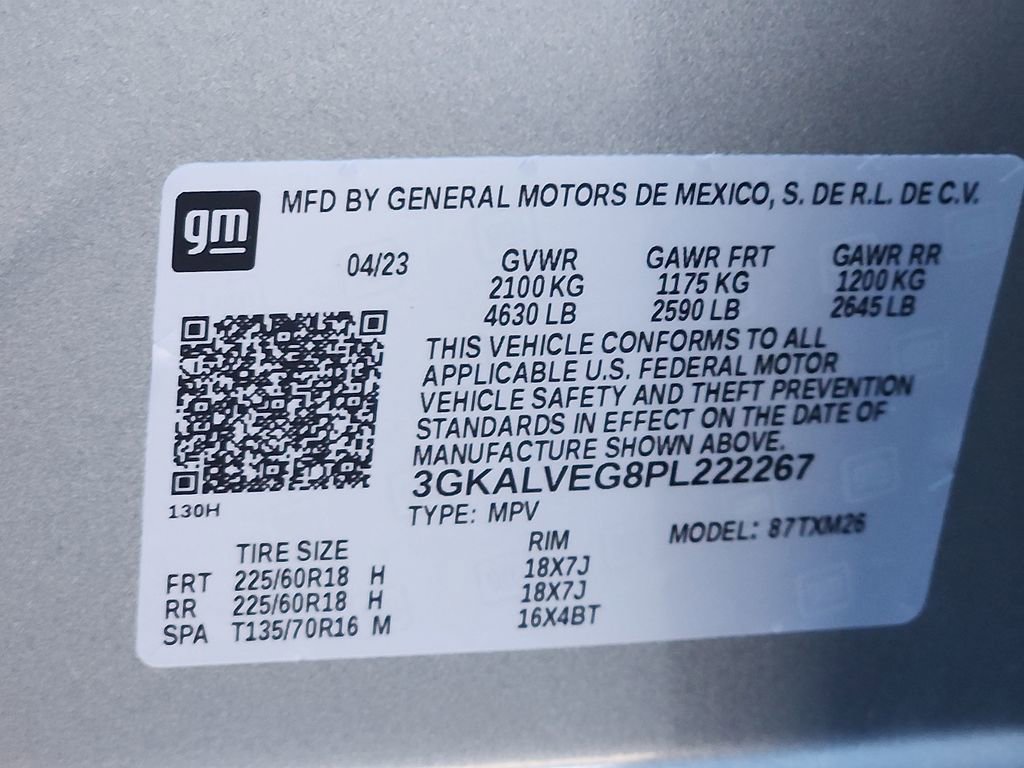 gm
MFD BY GENERAL MOTORS DE MEXICO, S. DE R.L. DE C.V.
04/23 GVWR GAWR FRT GAWR RR
2100 KG 1175 KG 1200 KG
4630 LB 2590 LB 2645 LB
THIS VEHICLE CONFORMS TO ALL
APPLICABLE U.S. FEDERAL MOTOR
VEHICLE SAFETY AND THEFT PREVENTION
STANDARDS IN EFFECT ON THE DATE OF
MANUFACTURE SHOWN ABOVE.
3GKALVEG8PL222267
130H
TYPE: MPV MODEL: 87TXM26
TIRE SIZE RIM
FRT 225/60R18 H 18X7J
RR 225/60R18 H 18X7J
SPA T135/70R16 M 16X4BT